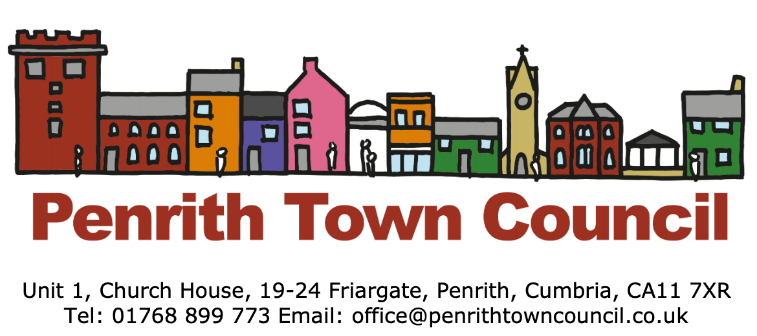 Penrith Town Council
Unit 1, Church House, 19-24 Friargate, Penrith, Cumbria, CA11 7XR
Tel: 01768 899 773 Email: office@penrithtowncouncil.co.uk